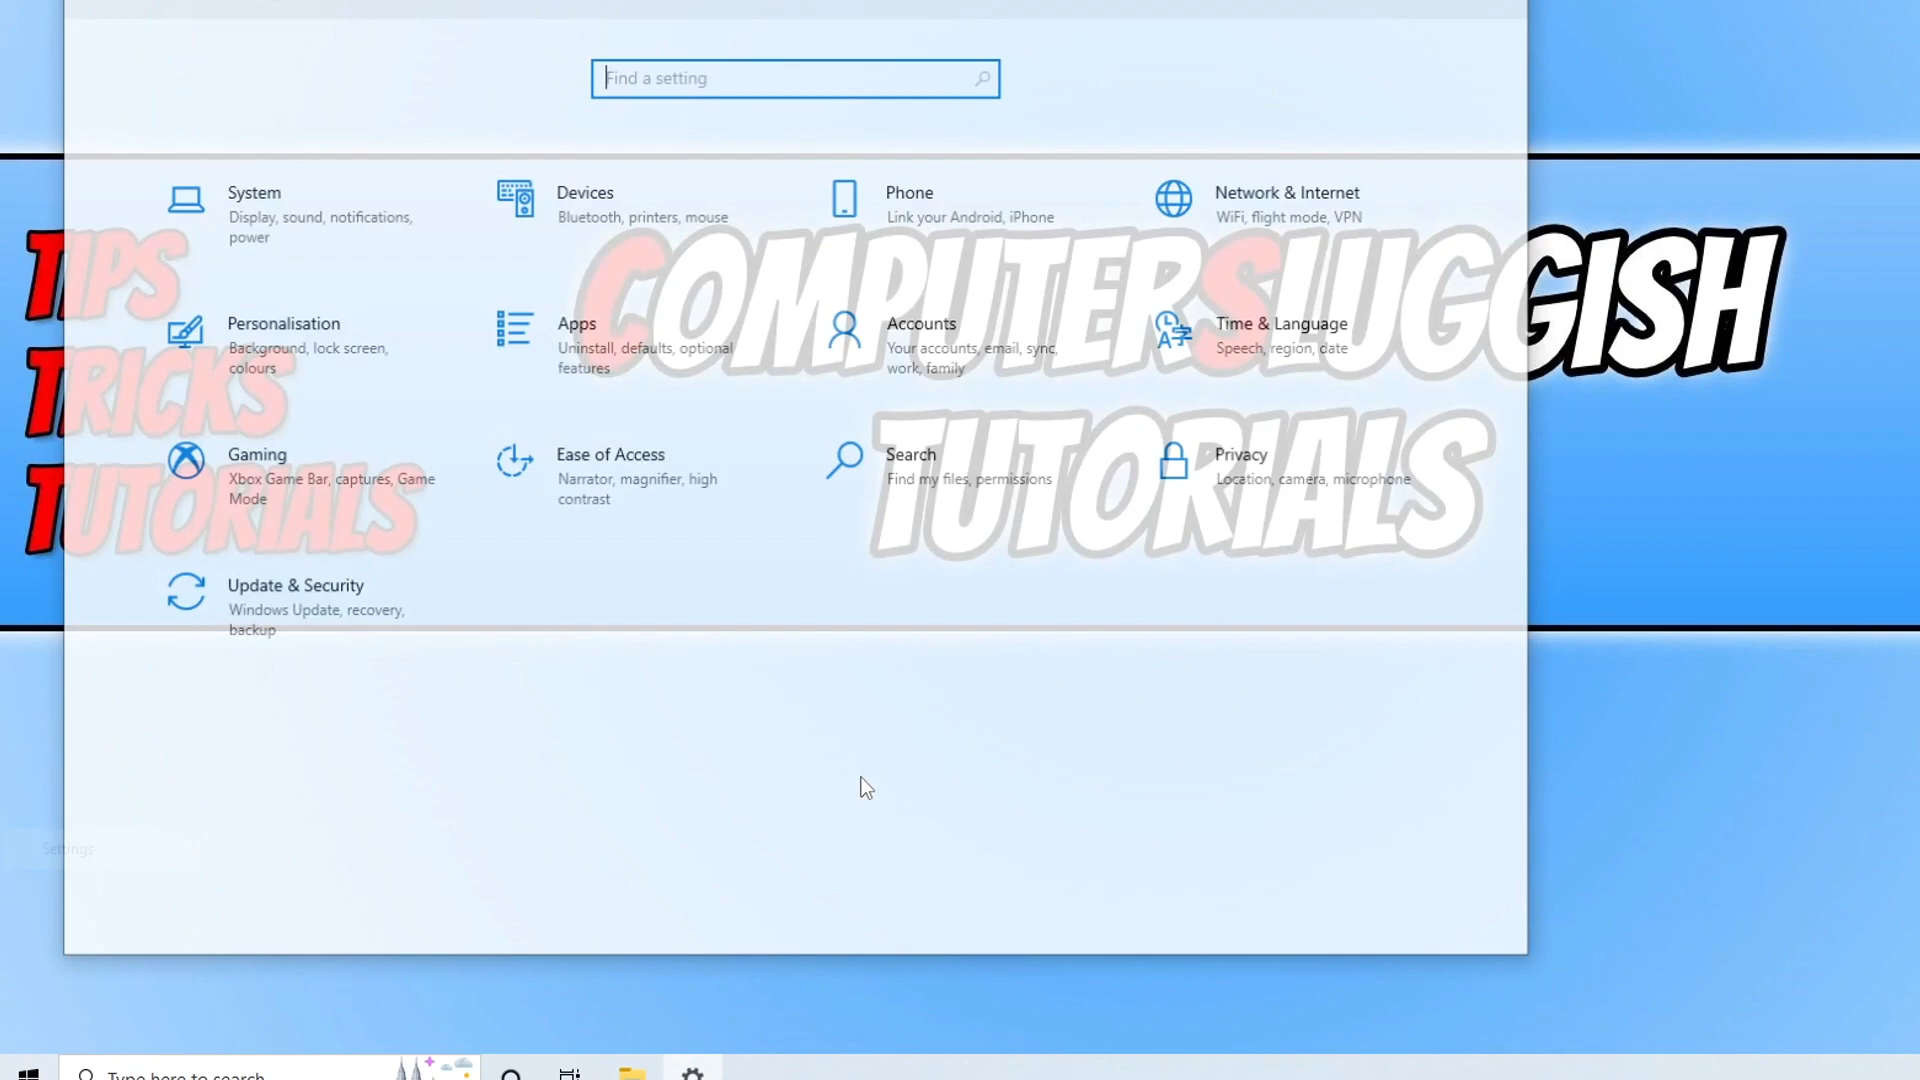 Find a setting
System
Display, sound, notifications,
power
Devices
Bluetooth, printers, mouse
Phone
Link your Android, iPhone
Network & Internet
WiFi, flight mode, VPN
TIPS
TRICKS
TUTORIALS
COMPUTERSLUGGISH
TUTORIALS
Personalisation
Background, lock screen,
colours
Apps
Uninstall, defaults, optional
features
Accounts
Your accounts, email, sync,
work, family
Time & Language
Speech, region, date
Gaming
Xbox Game Bar, captures, Game
Mode
Ease of Access
Narrator, magnifier, high
contrast
Search
Find my files, permissions
Privacy
Location, camera, microphone
Update & Security
Windows Update, recovery,
backup
Settings
Type here to search